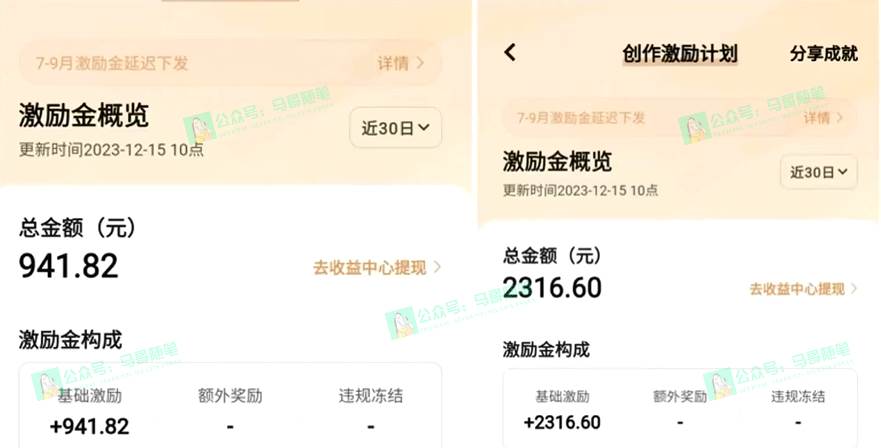 7-9月激励金延迟下发 详情 >
激励金概览
近30日
更新时间2023-12-15 10点
公众号：马哥随笔
总金额（元）
941.82
去收益中心提现 >
激励金构成
公众号：马哥随笔
基础激励 额外奖励 违规冻结
+941.82 - -
公众号：马哥随笔
创作激励计划 分享成就
7-9月激励金延迟下发 详情 >
公众号：马哥随笔
激励金概览
近30日
更新时间2023-12-15 10点
总金额（元）
2316.60
去收益中心提现 >
激励金构成
基础激励 额外奖励 违规冻结
+2316.60 - -
公众号：马哥随笔